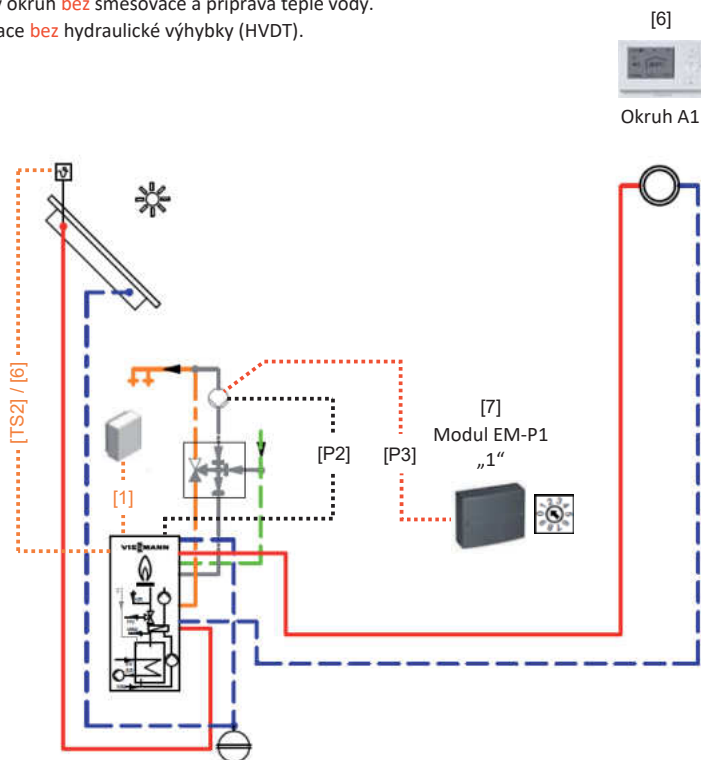 okruh bez směšovače a příprava teplé vody.
bez hydraulické výhybky (HVDT).
[6]
Okruh A1
[TS2] / [6]
[7]
Modul EM-P1
„1“
[P2]
[P3]
[1]
VIESMANN